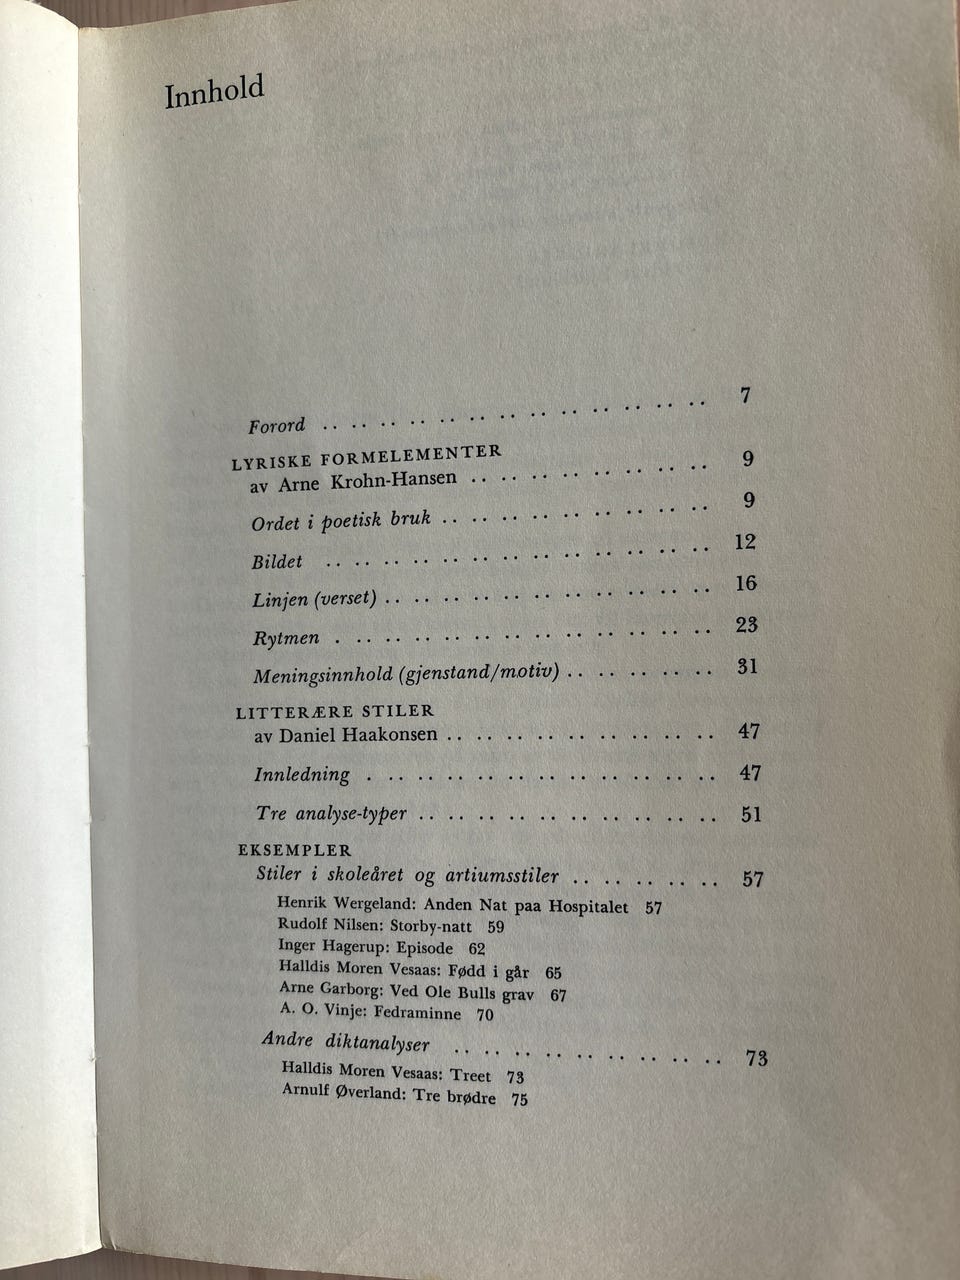 Innhold
Forord .. .. .. .. .. .. .. .. .. .. .. .. .. 7
LYRISKE FORMELEMENTER
av Arne Krohn-Hansen .. .. .. .. .. .. .. .. 9
Ordet i poetisk bruk .. .. .. .. .. .. .. .. .. 9
Bildet .. .. .. .. .. .. .. .. .. .. .. .. .. 12
Linjen (verset) .. .. .. .. .. .. .. .. .. .. .. 16
Rytmen . .. .. .. .. .. .. .. .. .. .. .. .. 23
Meningsinnhold (gjenstand/motiv) .. .. .. .. .. 31
LITTERÆRE STILER
av Daniel Haakonsen .. .. .. .. .. .. .. .. .. 47
Innledning . .. .. .. .. .. .. .. .. .. .. .. 47
Tre analyse-typer .. .. .. .. .. .. .. .. .. .. 51
EKSEMPLER
Stiler i skoleåret og artiumsstiler .. .. .. .. .. 57
Henrik Wergeland: Anden Nat paa Hospitalet 57
Rudolf Nilsen: Storby-natt 59
Inger Hagerup: Episode 62
Halldis Moren Vesaas: Fødd i går 65
Arne Garborg: Ved Ole Bulls grav 67
A. O. Vinje: Fedraminne 70
Andre diktanalyser .. .. .. .. .. .. .. .. .. 73
Halldis Moren Vesaas: Treet 73
Arnulf Øverland: Tre brødre 75